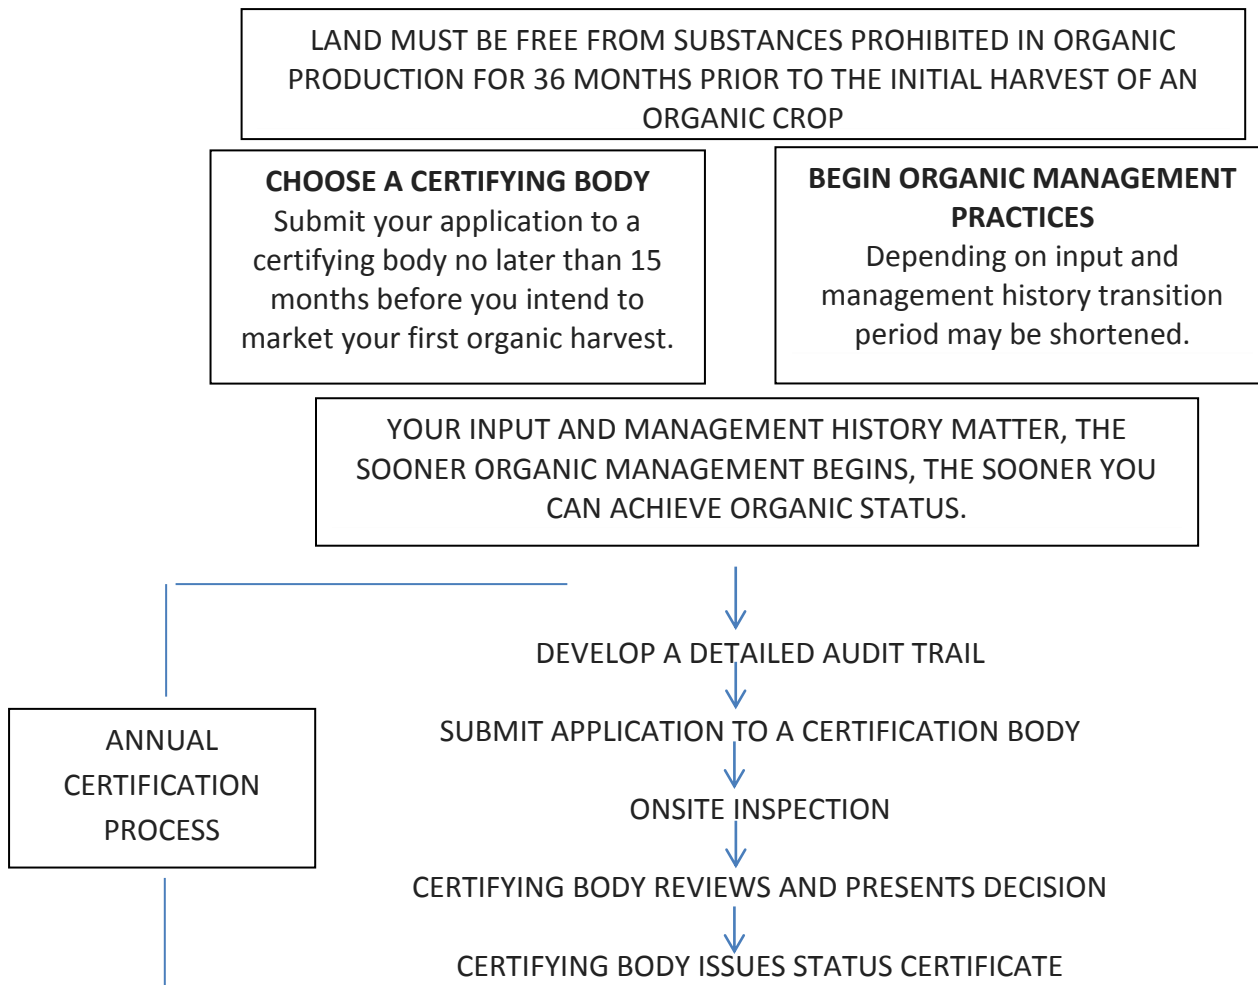 LAND MUST BE FREE FROM SUBSTANCES PROHIBITED IN ORGANIC
PRODUCTION FOR 36 MONTHS PRIOR TO THE INITIAL HARVEST OF AN
ORGANIC CROP
CHOOSE A CERTIFYING BODY
Submit your application to a
certifying body no later than 15
months before you intend to
market your first organic harvest.
BEGIN ORGANIC MANAGEMENT
PRACTICES
Depending on input and
management history transition
period may be shortened.
YOUR INPUT AND MANAGEMENT HISTORY MATTER, THE
SOONER ORGANIC MANAGEMENT BEGINS, THE SOONER YOU
CAN ACHIEVE ORGANIC STATUS.
DEVELOP A DETAILED AUDIT TRAIL
SUBMIT APPLICATION TO A CERTIFICATION BODY
ANNUAL
CERTIFICATION
PROCESS
ONSITE INSPECTION
CERTIFYING BODY REVIEWS AND PRESENTS DECISION
CERTIFYING BODY ISSUES STATUS CERTIFICATE